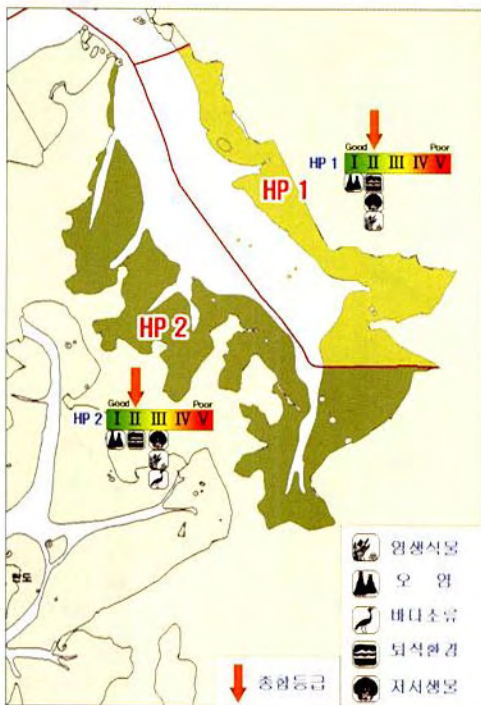 Good Poor
HP 1 I II III IV V
HP 1
HP 2
Good Poor
HP 2 I II III IV V
염생식물
오 염
바다소류
퇴적환경
저서생물
종합등급